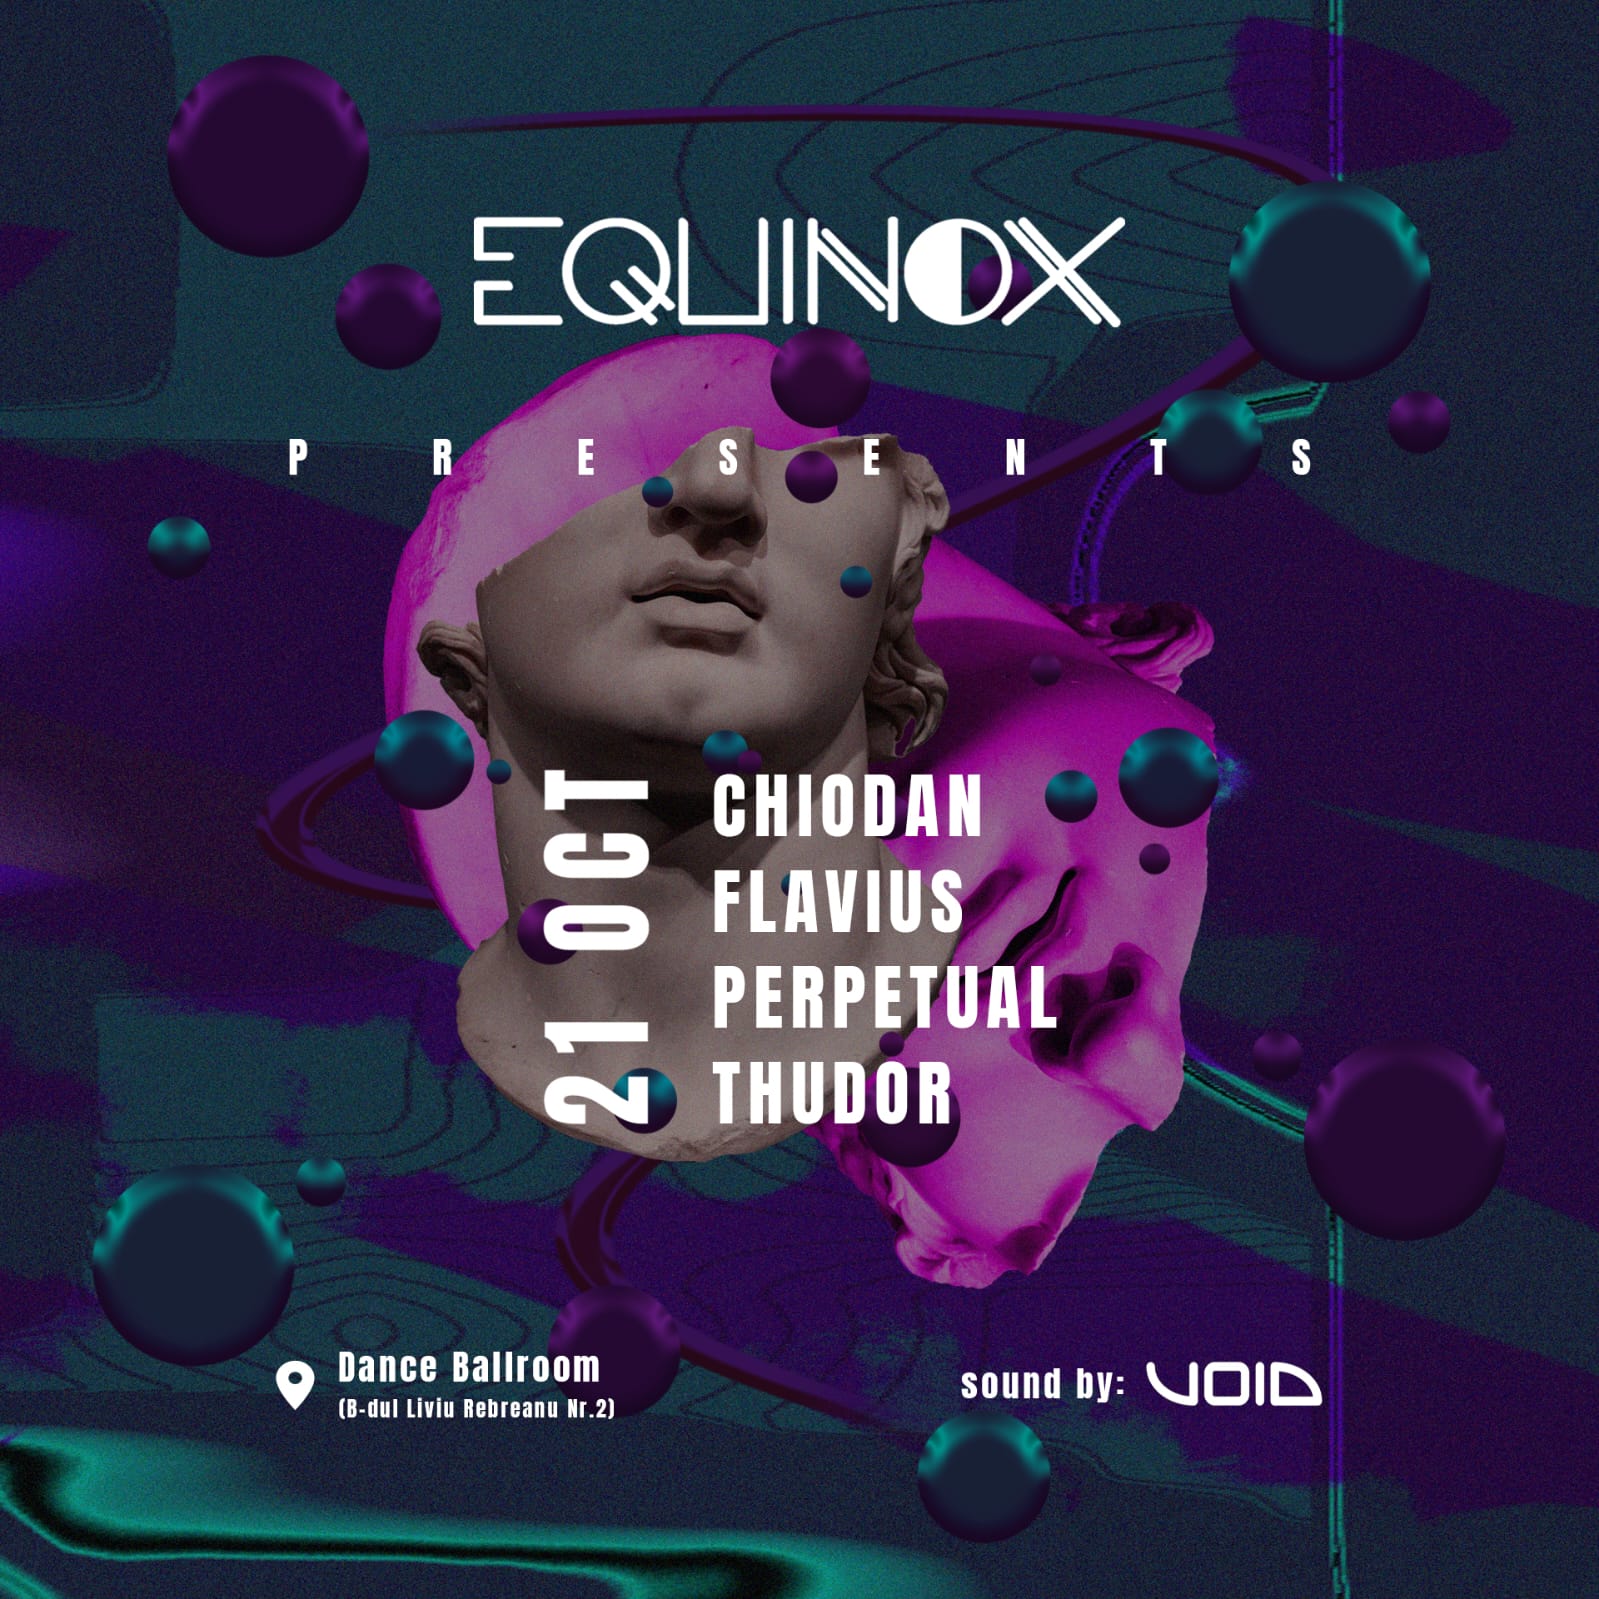 EQUINOX
PRESENTS
21 OCT
CHIODAN
FLAVIUS
PERPETUAL
THUDOR
Dance Ballroom
(B-dul Liviu Rebreanu Nr.2)
sound by: VOID